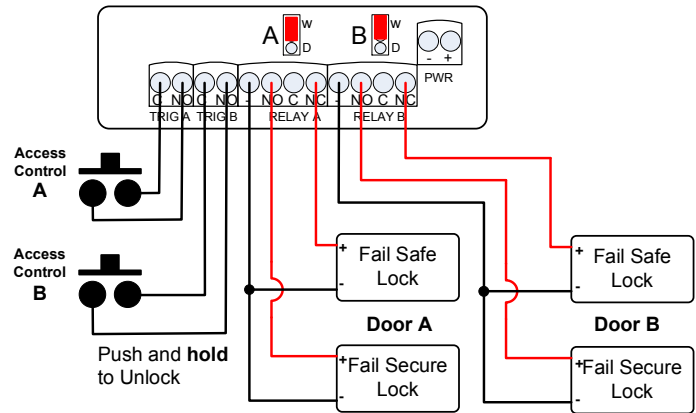 A W D
B W D
- +
PWR
C NO C NO - NO C NC - NO C NC
TRIG A TRIG B RELAY A RELAY B
Access
Control
A
Access
Control
B
Push and hold
to Unlock
+ Fail Safe
- Lock
Door A
+ Fail Secure
- Lock
+ Fail Safe
- Lock
Door B
+ Fail Secure
- Lock